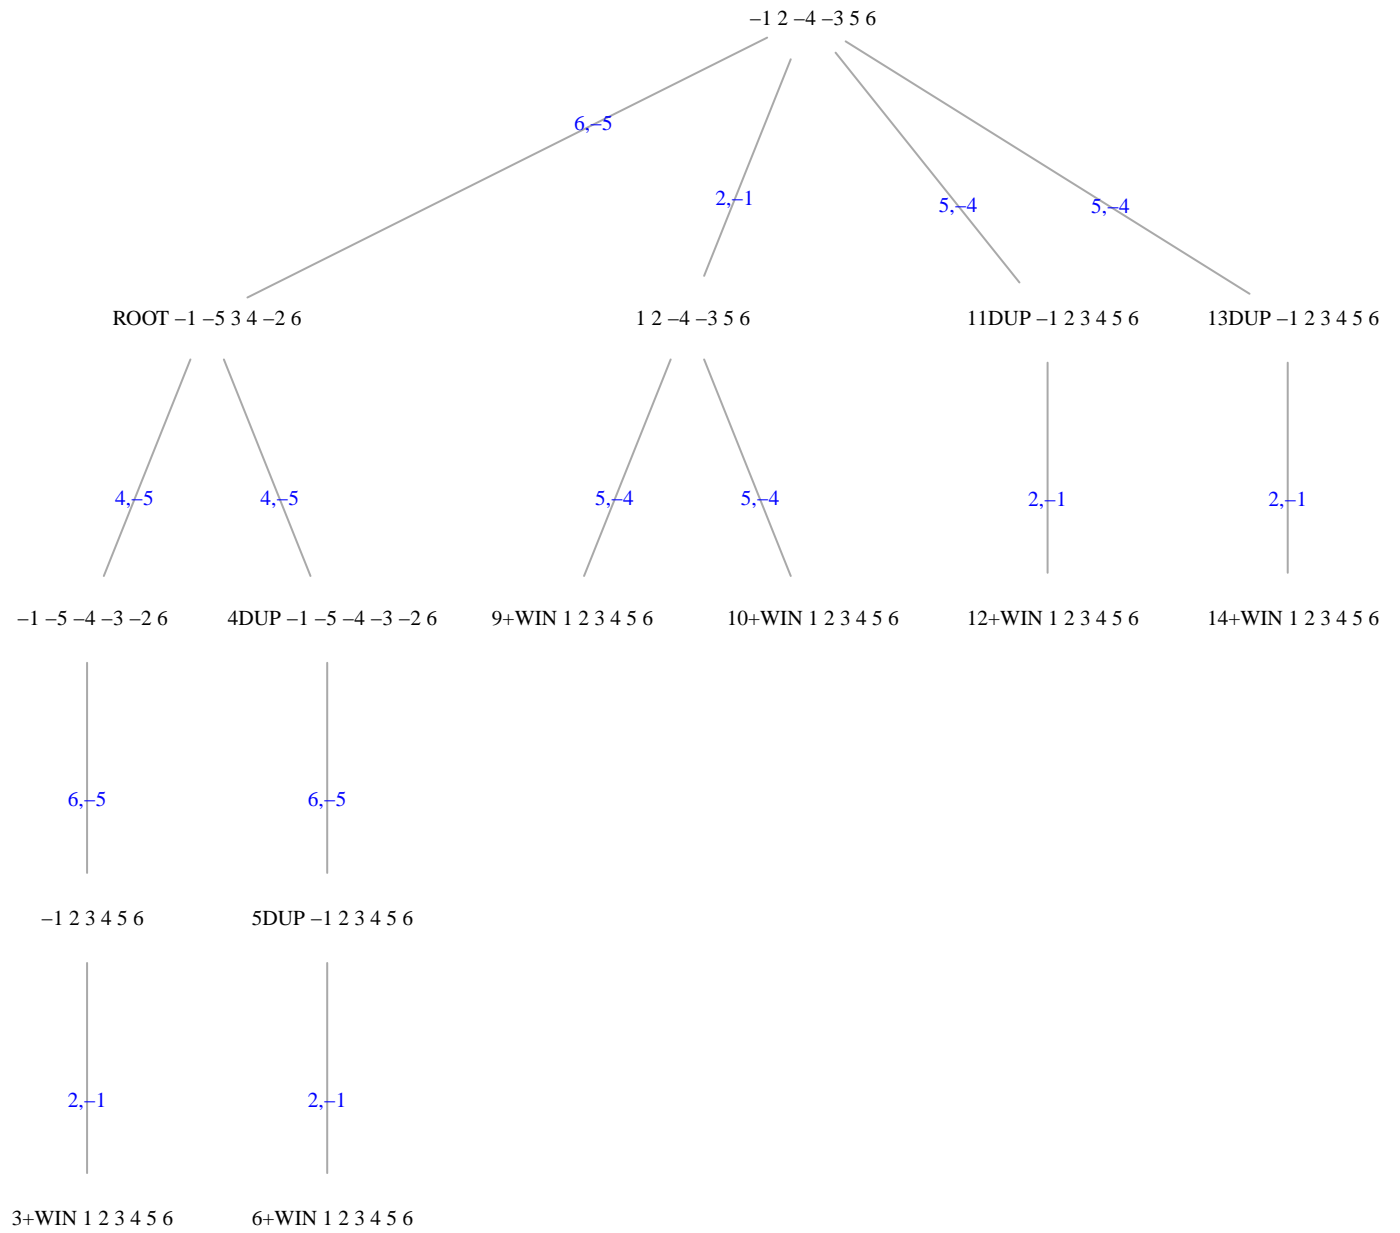 –1 2 –4 –3 5 6
6,–5
2,–1
5,–4
5,–4
ROOT –1 –5 3 4 –2 6
1 2 –4 –3 5 6
11DUP –1 2 3 4 5 6
13DUP –1 2 3 4 5 6
4,–5
4,–5
5,–4
5,–4
2,–1
2,–1
–1 –5 –4 –3 –2 6
4DUP –1 –5 –4 –3 –2 6
9+WIN 1 2 3 4 5 6
10+WIN 1 2 3 4 5 6
12+WIN 1 2 3 4 5 6
14+WIN 1 2 3 4 5 6
6,–5
6,–5
–1 2 3 4 5 6
5DUP –1 2 3 4 5 6
2,–1
2,–1
3+WIN 1 2 3 4 5 6
6+WIN 1 2 3 4 5 6